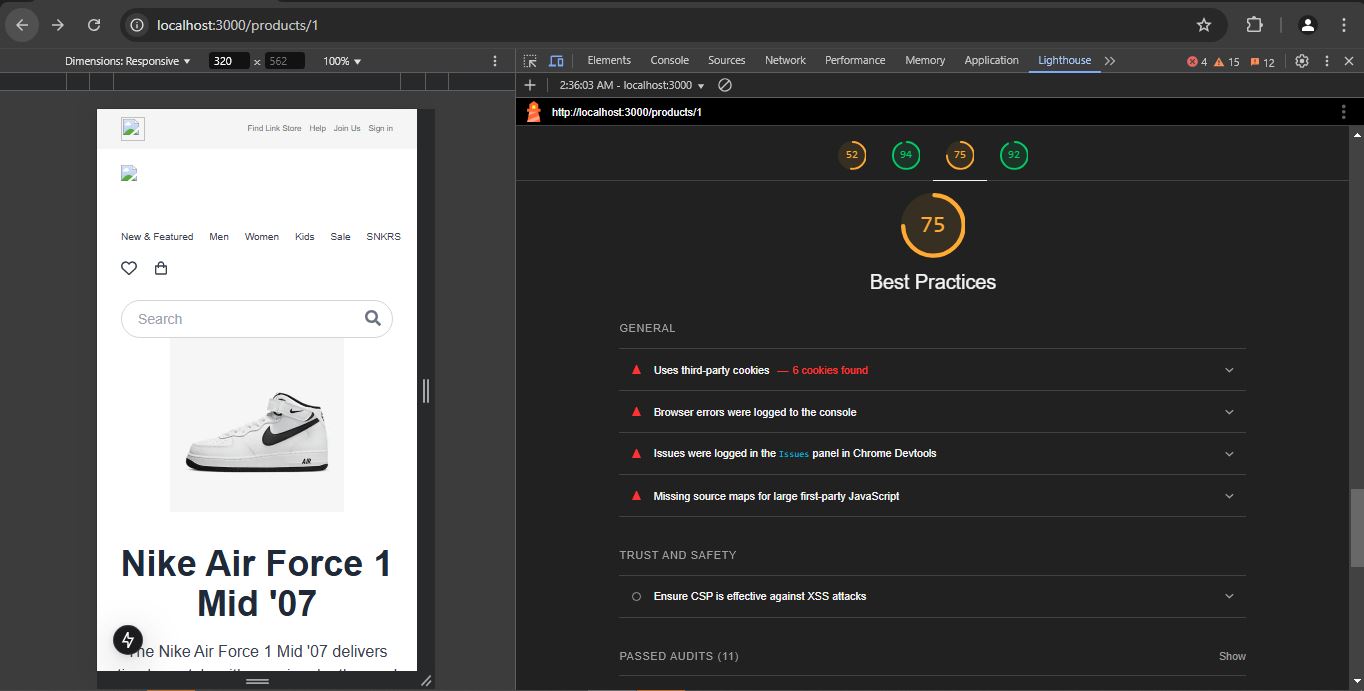 localhost:3000/products/1
Dimensions: Responsive 320 × 562 100%
Elements Console Sources Network Performance Memory Application Lighthouse 4 15 12
2:36:03 AM - localhost:3000
http://localhost:3000/products/1
Find Link Store Help Join Us Sign in
New & Featured Men Women Kids Sale SNKRS
Search
AIR
Nike Air Force 1
Mid '07
The Nike Air Force 1 Mid '07 delivers
52 94 75 92
75
Best Practices
GENERAL
Uses third-party cookies — 6 cookies found
Browser errors were logged to the console
Issues were logged in the Issues panel in Chrome Devtools
Missing source maps for large first-party JavaScript
TRUST AND SAFETY
Ensure CSP is effective against XSS attacks
PASSED AUDITS (11) Show